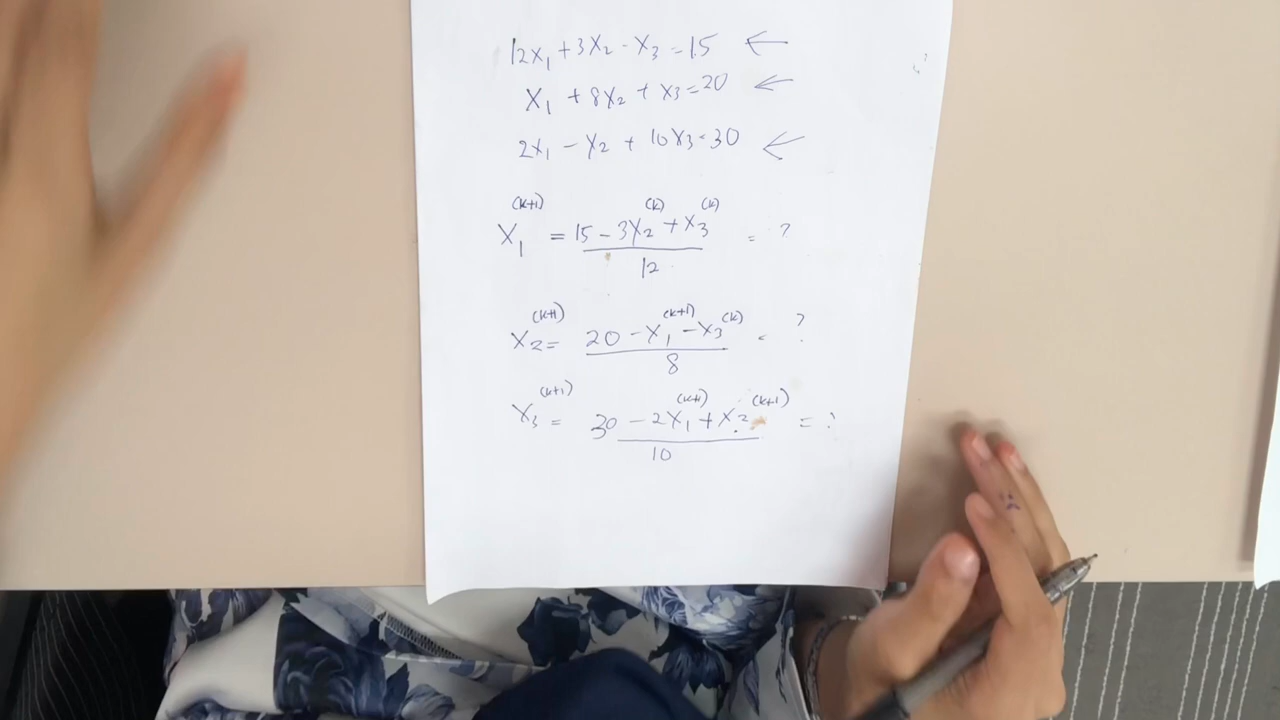 12x₁ + 3x₂ - x₃ = 15 ←
x₁ + 8x₂ + x₃ = 20 ←
2x₁ - x₂ + 10x₃ = 30 ←
x₁⁽ᵏ⁺¹⁾ = (15 - 3x₂⁽ᵏ⁾ + x₃⁽ᵏ⁾) / 12 = ?
x₂⁽ᵏ⁺¹⁾ = (20 - x₁⁽ᵏ⁺¹⁾ - x₃⁽ᵏ⁾) / 8 = ?
x₃⁽ᵏ⁺¹⁾ = (30 - 2x₁⁽ᵏ⁺¹⁾ + x₂⁽ᵏ⁺¹⁾) / 10 = ?